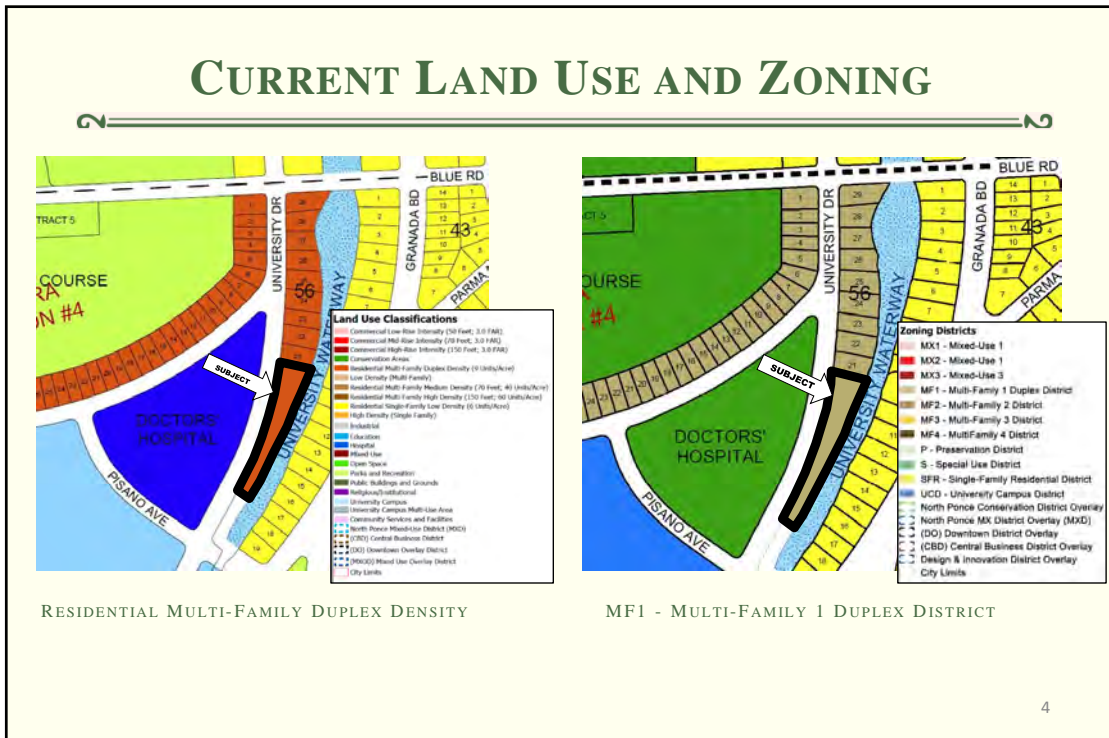 CURRENT LAND USE AND ZONING
BLUE RD
TRACT 5
COURSE
RA
ON #4
UNIVERSITY DR
GRANADA BD
43
PARMA
56
UNIVERSITY WATERWAY
SUBJECT
DOCTORS'
HOSPITAL
PISANO AVE
Land Use Classifications
Commercial Low-Rise Intensity (50 Feet; 3.0 FAR)
Commercial Mid-Rise Intensity (70 Feet; 3.0 FAR)
Commercial High-Rise Intensity (150 Feet; 3.0 FAR)
Conservation Areas
Residential Multi-Family Duplex Density (9 Units/Acre)
Low Density (Multi-Family)
Residential Multi-Family Medium Density (70 Feet; 40 Units/Acre)
Residential Multi-Family High Density (150 Feet; 60 Units/Acre)
Residential Single-Family Low Density (6 Units/Acre)
High Density (Single Family)
Industrial
Education
Hospital
Mixed-Use
Open Space
Parks and Recreation
Public Buildings and Grounds
Religious/Institutional
University Campus
University Campus Multi-Use Area
Community Services and Facilities
North Ponce Mixed-Use District (MXD)
(CBD) Central Business District
(DO) Downtown Overlay District
(MXOD) Mixed Use Overlay District
City Limits
RESIDENTIAL MULTI-FAMILY DUPLEX DENSITY
BLUE RD
TRACT 5
COURSE
RA
#4
UNIVERSITY DR
GRANADA BD
43
PARMA
56
UNIVERSITY WATERWAY
SUBJECT
DOCTORS'
HOSPITAL
PISANO AVE
Zoning Districts
MX1 - Mixed-Use 1
MX2 - Mixed-Use 2
MX3 - Mixed-Use 3
MF1 - Multi-Family 1 Duplex District
MF2 - Multi-Family 2 District
MF3 - Multi-Family 3 District
MF4 - MultiFamily 4 District
P - Preservation District
S - Special Use District
SFR - Single-Family Residential District
UCD - University Campus District
North Ponce Conservation District Overlay
North Ponce MX District Overlay (MXD)
(DO) Downtown District Overlay
(CBD) Central Business District Overlay
Design & Innovation District Overlay
City Limits
MF1 - MULTI-FAMILY 1 DUPLEX DISTRICT
4